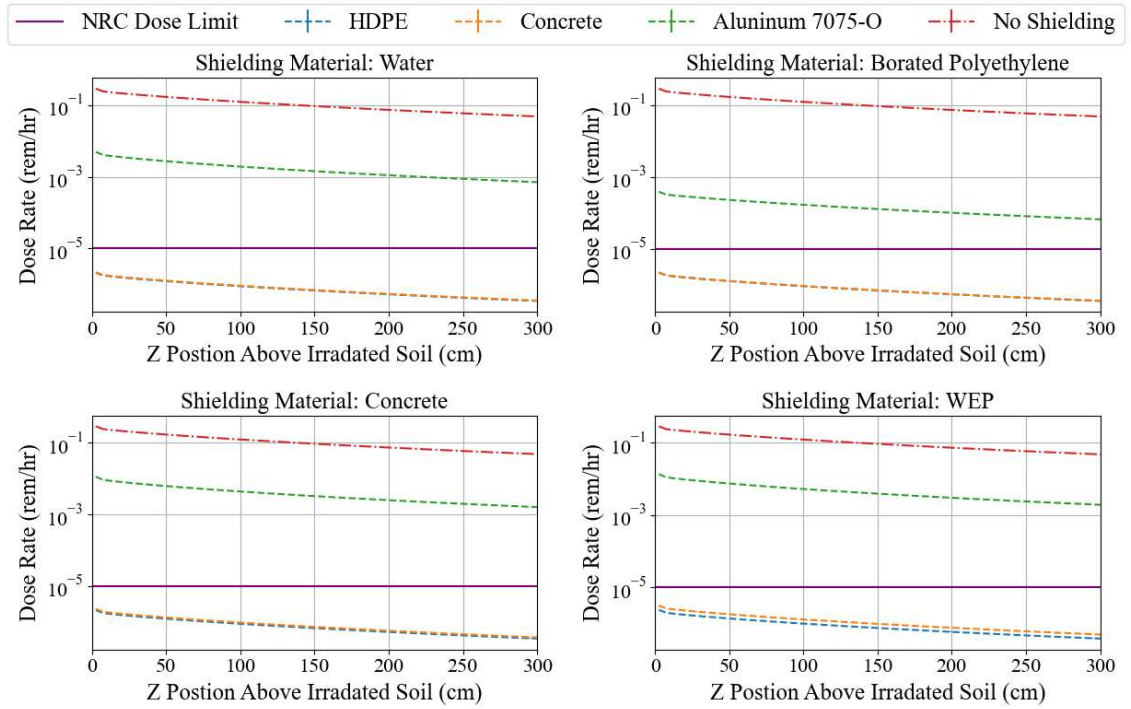 NRC Dose Limit HDPE Concrete Aluninum 7075-O No Shielding
Shielding Material: Water
Dose Rate (rem/hr)
10⁻¹
10⁻³
10⁻⁵
0 50 100 150 200 250 300
Z Postion Above Irradated Soil (cm)
Shielding Material: Borated Polyethylene
Dose Rate (rem/hr)
10⁻¹
10⁻³
10⁻⁵
0 50 100 150 200 250 300
Z Postion Above Irradated Soil (cm)
Shielding Material: Concrete
Dose Rate (rem/hr)
10⁻¹
10⁻³
10⁻⁵
0 50 100 150 200 250 300
Z Postion Above Irradated Soil (cm)
Shielding Material: WEP
Dose Rate (rem/hr)
10⁻¹
10⁻³
10⁻⁵
0 50 100 150 200 250 300
Z Postion Above Irradated Soil (cm)